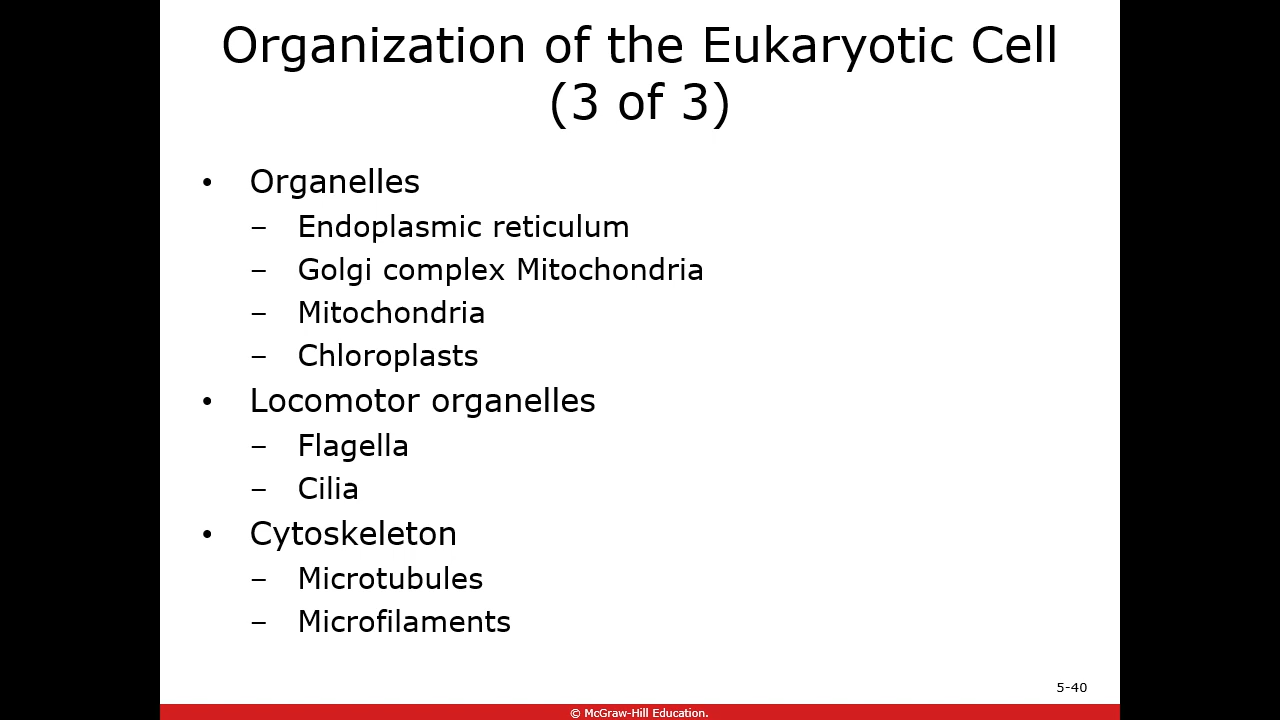 Organization of the Eukaryotic Cell
(3 of 3)
• Organelles
– Endoplasmic reticulum
– Golgi complex Mitochondria
– Mitochondria
– Chloroplasts
• Locomotor organelles
– Flagella
– Cilia
• Cytoskeleton
– Microtubules
– Microfilaments
5-40
© McGraw-Hill Education.